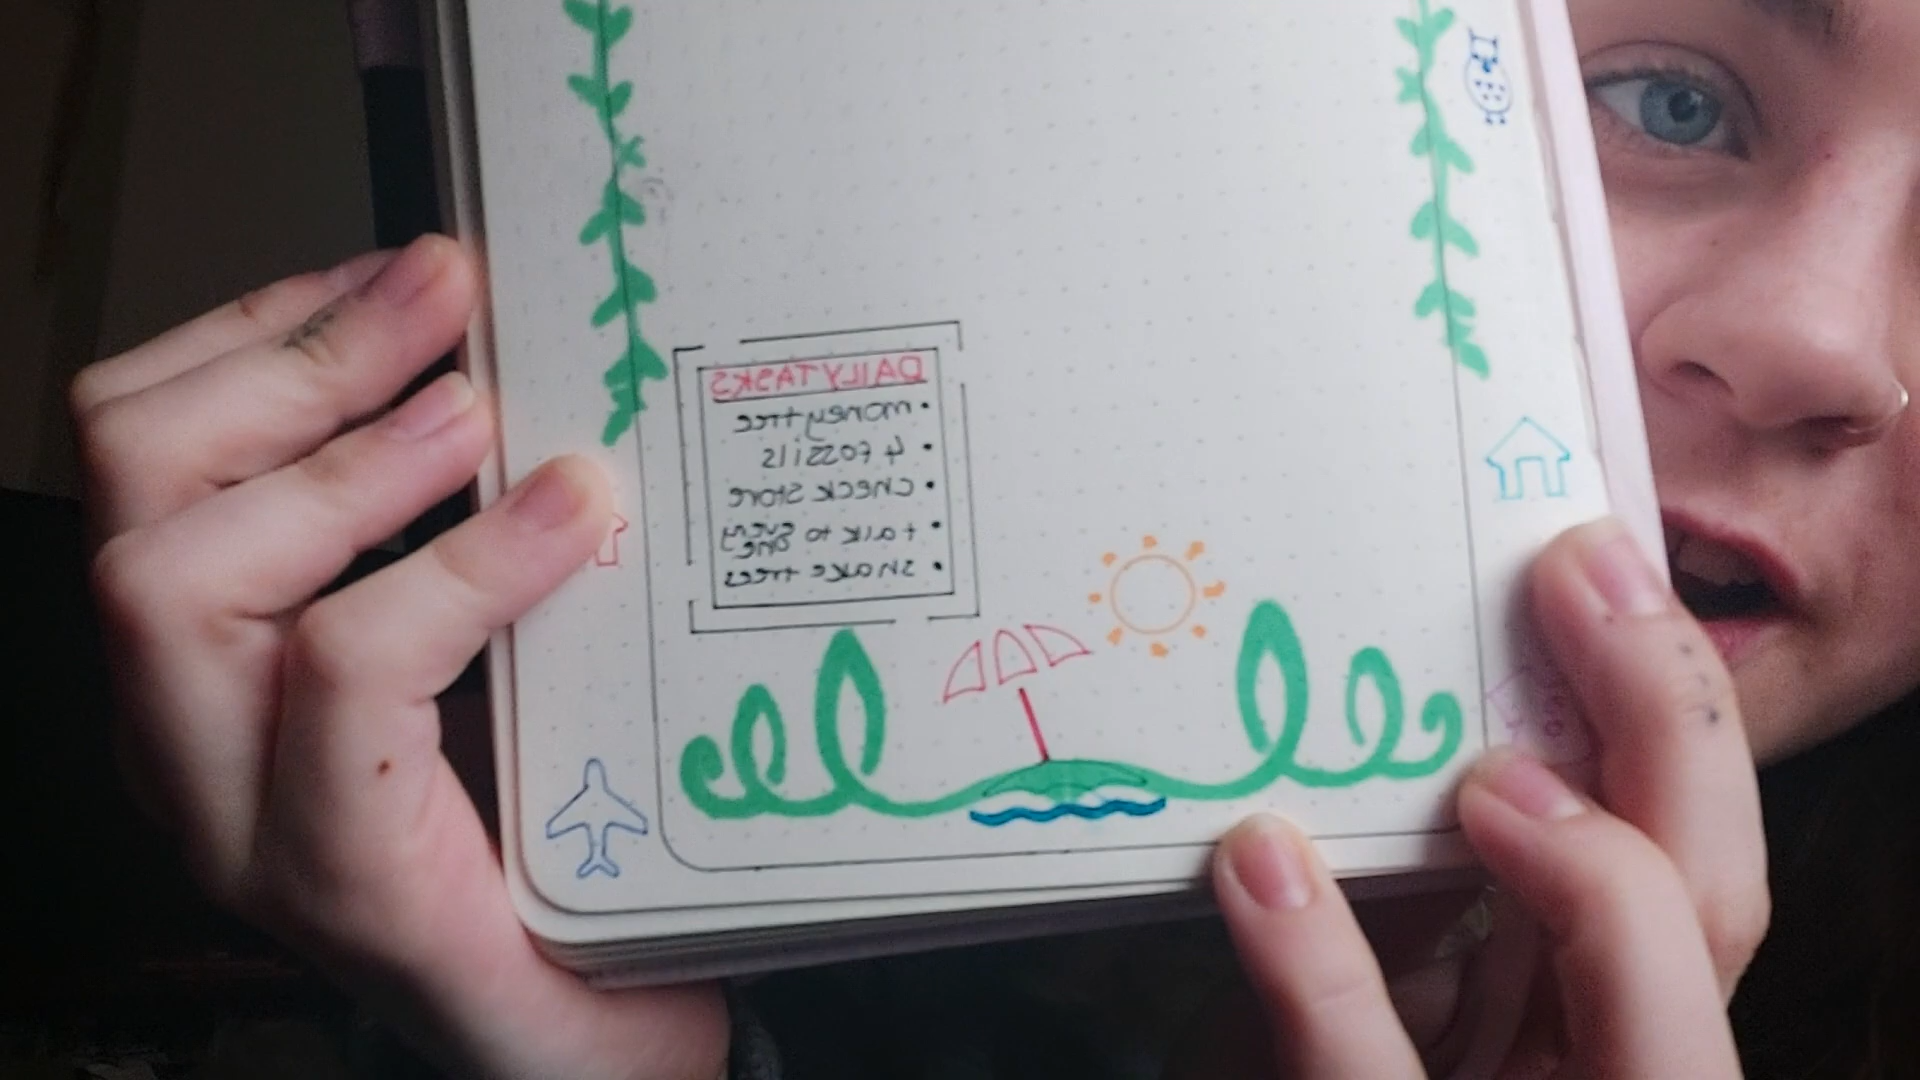 DAILY TASKS
• money tree
• 4 fossils
• check store
• talk to every
one
• shake trees